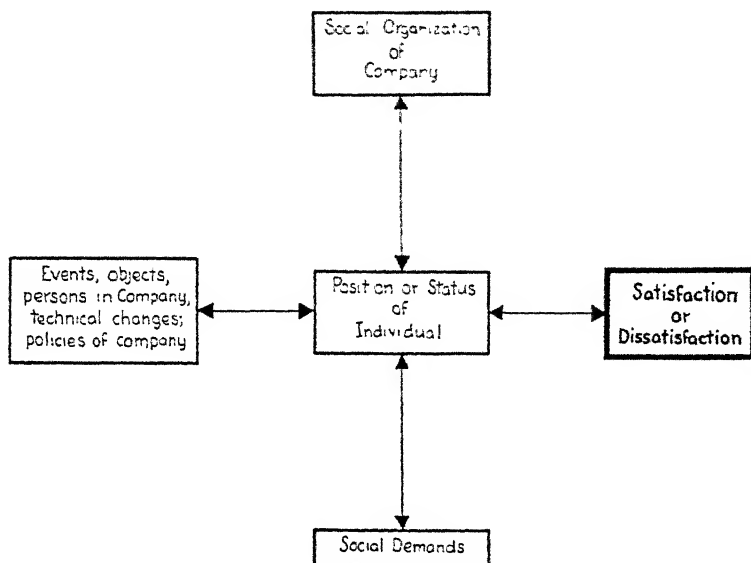 Social Organization
of
Company
Events, objects,
persons in Company,
technical changes;
policies of company
Position or Status
of
Individual
Satisfaction
or
Dissatisfaction
Social Demands